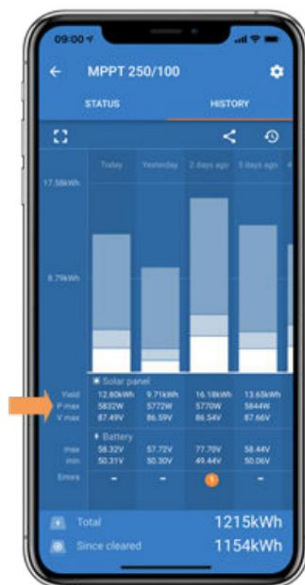 09:00
MPPT 250/100
STATUS HISTORY
Today Yesterday 2 days ago 3 days ago
17.58kWh
8.79kWh
Solar panel
Yield 12.80kWh 9.71kWh 16.18kWh 13.65kWh
P max 5832W 5772W 5770W 5844W
V max 87.49V 86.59V 86.54V 87.66V
Battery
max 58.32V 57.72V 77.70V 58.44V
min 50.31V 50.30V 49.44V 50.06V
Errors - - 1 -
Total 1215kWh
Since cleared 1154kWh